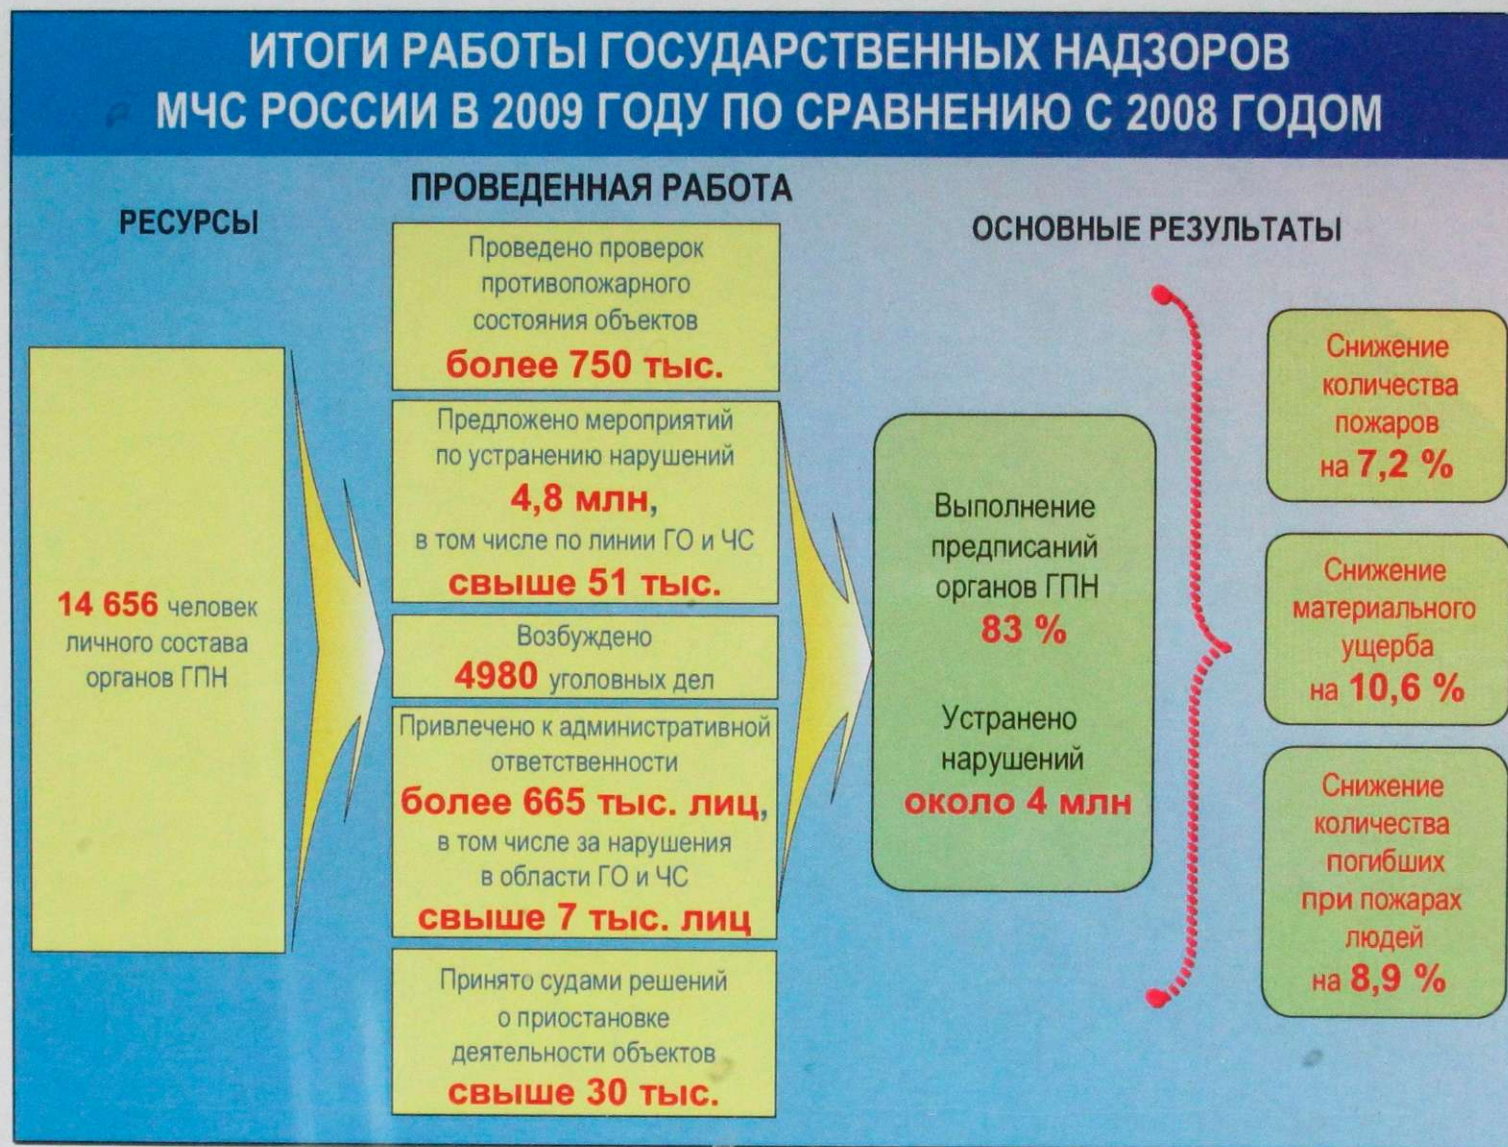 ИТОГИ РАБОТЫ ГОСУДАРСТВЕННЫХ НАДЗОРОВ
МЧС РОССИИ В 2009 ГОДУ ПО СРАВНЕНИЮ С 2008 ГОДОМ
РЕСУРСЫ
14 656 человек
личного состава
органов ГПН
ПРОВЕДЕННАЯ РАБОТА
Проведено проверок
противопожарного
состояния объектов
более 750 тыс.
Предложено мероприятий
по устранению нарушений
4,8 млн,
в том числе по линии ГО и ЧС
свыше 51 тыс.
Возбуждено
4980 уголовных дел
Привлечено к административной
ответственности
более 665 тыс. лиц,
в том числе за нарушения
в области ГО и ЧС
свыше 7 тыс. лиц
Принято судами решений
о приостановке
деятельности объектов
свыше 30 тыс.
ОСНОВНЫЕ РЕЗУЛЬТАТЫ
Выполнение
предписаний
органов ГПН
83 %
Устранено
нарушений
около 4 млн
Снижение
количества
пожаров
на 7,2 %
Снижение
материального
ущерба
на 10,6 %
Снижение
количества
погибших
при пожарах
людей
на 8,9 %